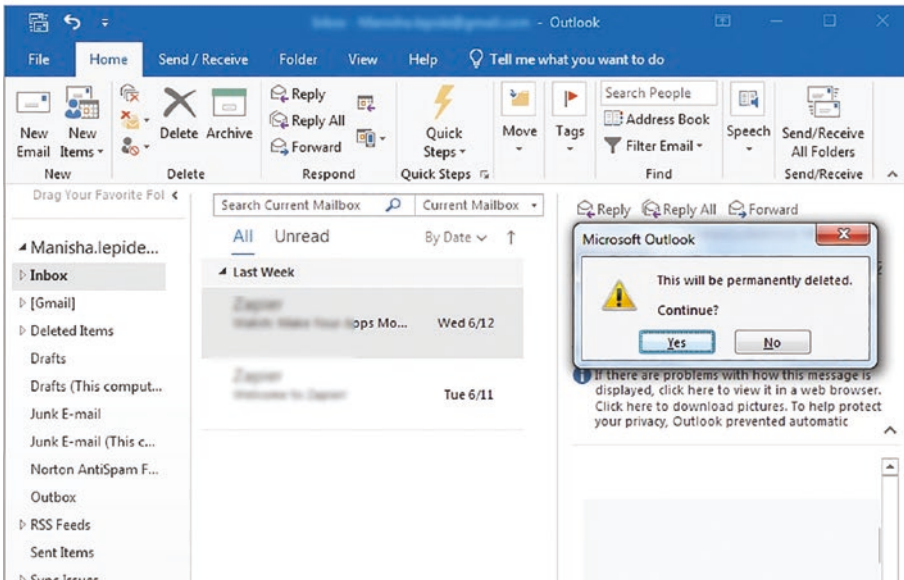 - Outlook
File Home Send / Receive Folder View Help Tell me what you want to do
New Email
New Items
Delete
Archive
Reply
Reply All
Forward
Quick Steps
Move
Tags
Search People
Address Book
Filter Email
Speech
Send/Receive All Folders
New Delete Respond Quick Steps Find Send/Receive
Drag Your Favorite Fol
Manisha.lepide...
Inbox
[Gmail]
Deleted Items
Drafts
Drafts (This comput...
Junk E-mail
Junk E-mail (This c...
Norton AntiSpam F...
Outbox
RSS Feeds
Sent Items
Sync Issues
Search Current Mailbox Current Mailbox
All Unread By Date
Last Week
pps Mo... Wed 6/12
Tue 6/11
Reply Reply All Forward
Microsoft Outlook
This will be permanently deleted.
Continue?
Yes No
If there are problems with how this message is
displayed, click here to view it in a web browser.
Click here to download pictures. To help protect
your privacy, Outlook prevented automatic